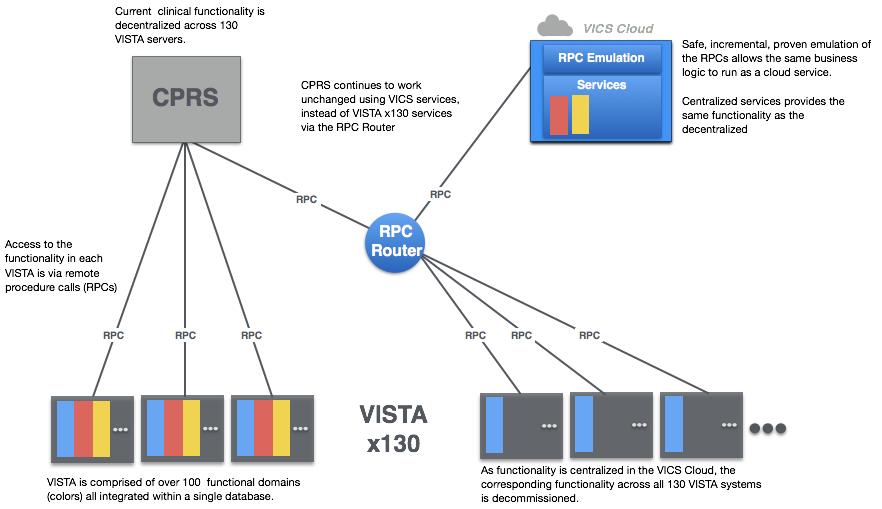 Current clinical functionality is
decentralized across 130
VISTA servers.
CPRS
CPRS continues to work
unchanged using VICS services,
instead of VISTA x130 services
via the RPC Router
VICS Cloud
RPC Emulation
Services
Safe, incremental, proven emulation of
the RPCs allows the same business
logic to run as a cloud service.
Centralized services provides the
same functionality as the
decentralized
RPC
RPC
RPC
Router
Access to the
functionality in each
VISTA is via remote
procedure calls (RPCs)
RPC
RPC
RPC
RPC
RPC
RPC
VISTA
x130
VISTA is comprised of over 100 functional domains
(colors) all integrated within a single database.
As functionality is centralized in the VICS Cloud, the
corresponding functionality across all 130 VISTA systems
is decommissioned.